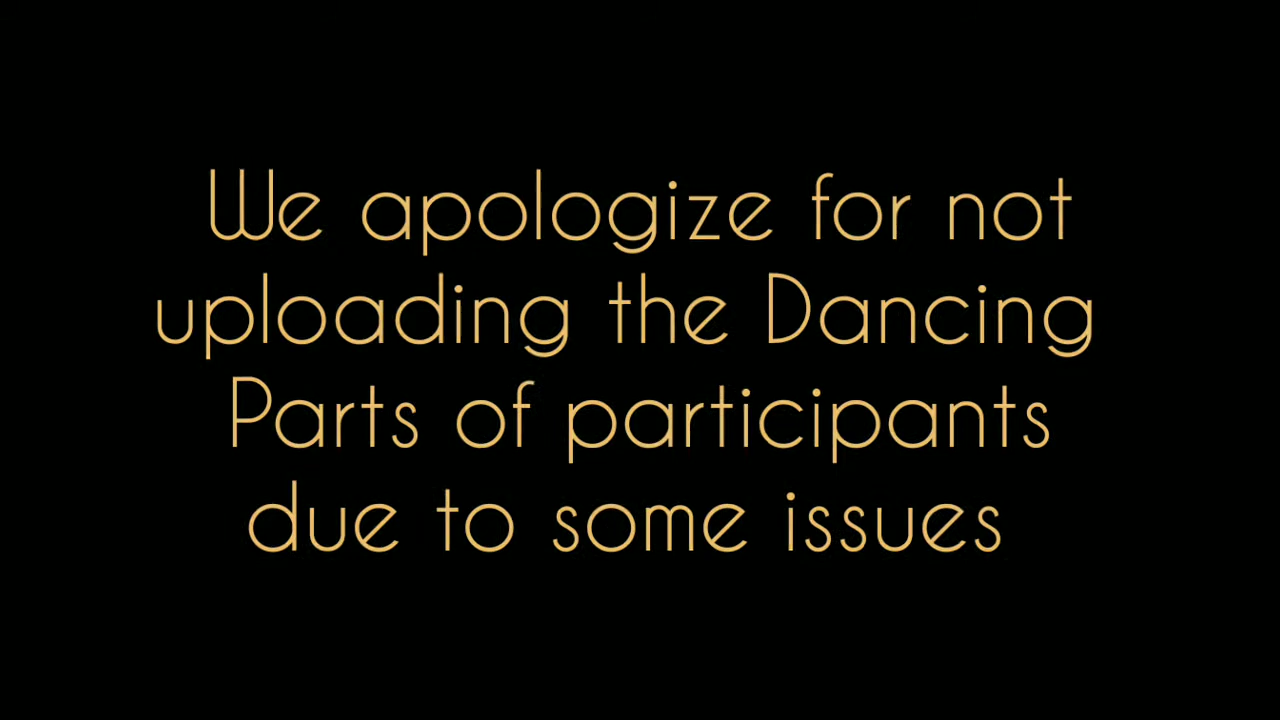 We apologize for not
uploading the Dancing
Parts of participants
due to some issues